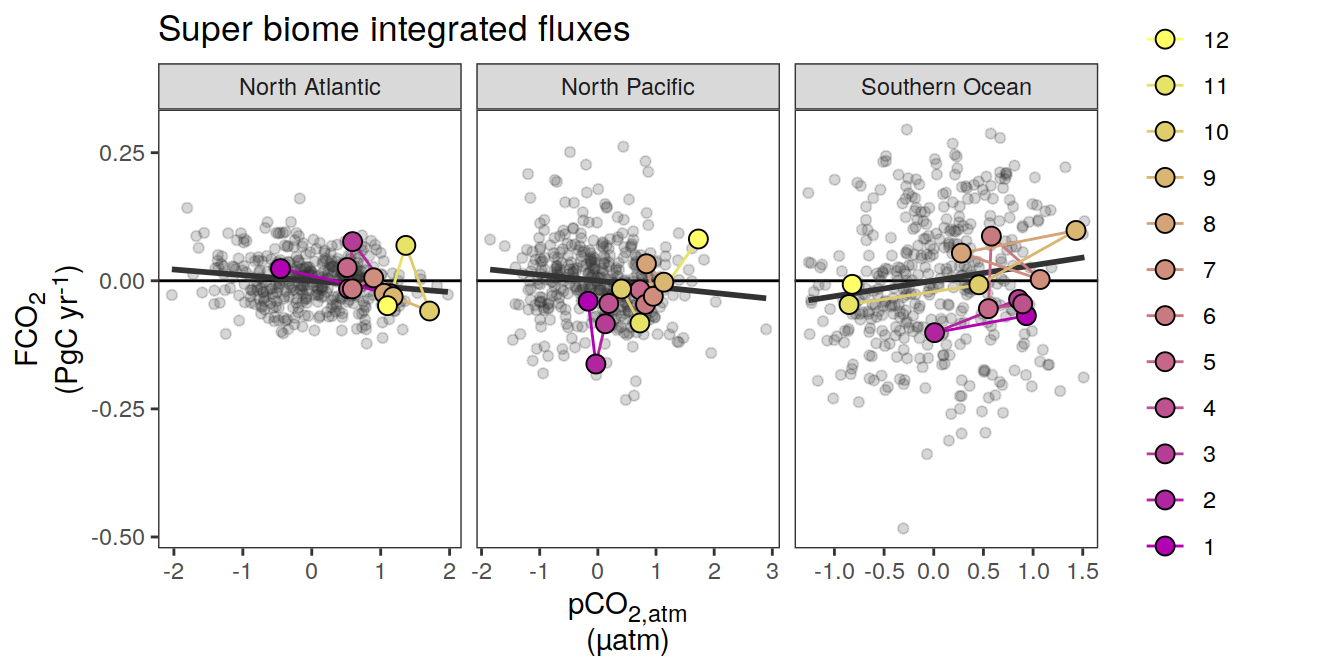 Super biome integrated fluxes
North Atlantic North Pacific Southern Ocean
0.25
0.00
-0.25
-0.50
FCO₂
(PgC yr⁻¹)
-2 -1 0 1 2 -2 -1 0 1 2 3 -1.0 -0.5 0.0 0.5 1.0 1.5
pCO₂,atm
(µatm)
12
11
10
9
8
7
6
5
4
3
2
1